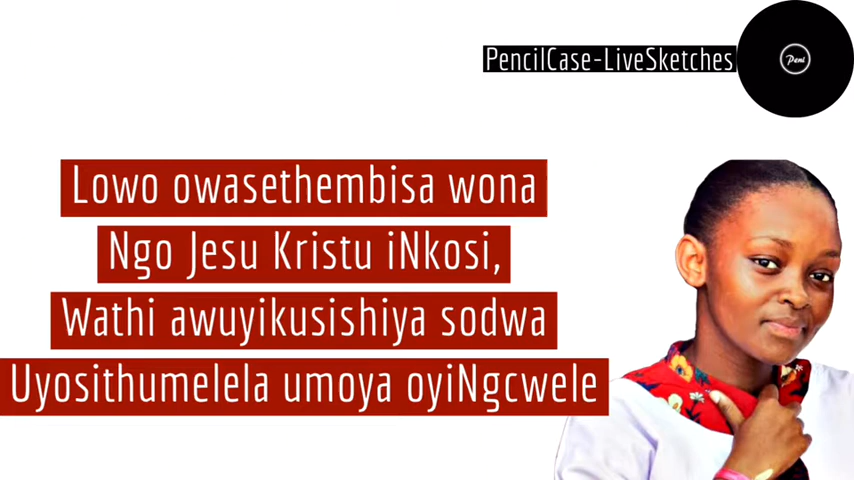 PencilCase-LiveSketches
Peni
Lowo owasethembisa wona
Ngo Jesu Kristu iNkosi,
Wathi awuyikusishiya sodwa
Uyosithumelela umoya oyiNgcwele